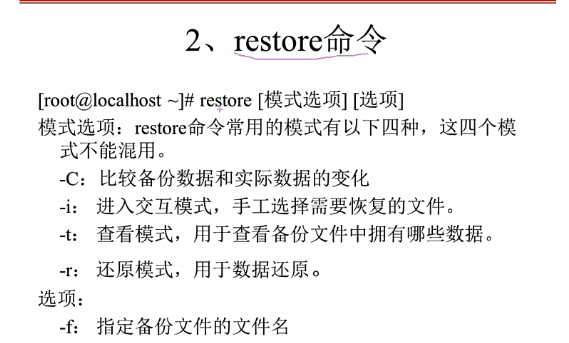 2、restore命令
[root@localhost ~]# restore [模式选项] [选项]
模式选项：restore命令常用的模式有以下四种，这四个模
式不能混用。
-C：比较备份数据和实际数据的变化
-i： 进入交互模式，手工选择需要恢复的文件。
-t： 查看模式，用于查看备份文件中拥有哪些数据。
-r： 还原模式，用于数据还原。
选项：
-f： 指定备份文件的文件名